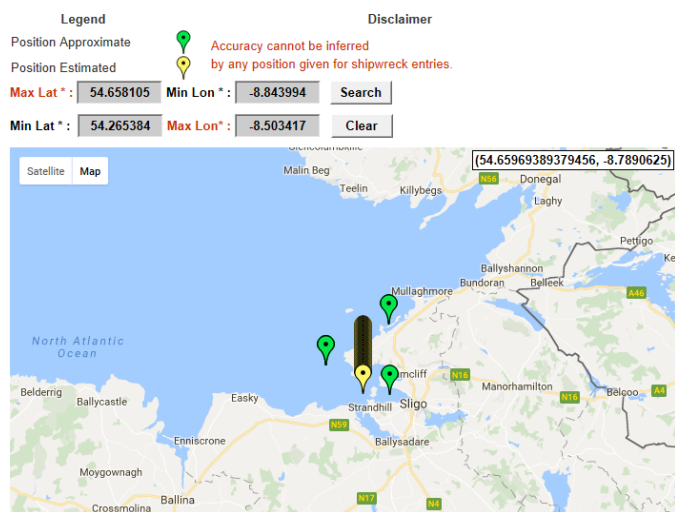 Legend Disclaimer
Position Approximate Accuracy cannot be inferred
Position Estimated by any position given for shipwreck entries.
Max Lat * : 54.658105 Min Lon * : -8.843994 Search
Min Lat * : 54.265384 Max Lon* : -8.503417 Clear
(54.65969389379456, -8.7890625)
Satellite Map
Malin Beg
Teelin Killybegs
N56 Donegal
Laghy
Pettigo
Ballyshannon
Bundoran Belleek
Mullaghmore
A46
North Atlantic
Ocean
N16
Manorhamilton
Belderrig
Ballycastle
Easky
Strandhill Sligo
N16 Belcoo A4
N59
Enniscrone
Ballysadare
Moygownagh
Ballina
Crossmolina
N17 N4